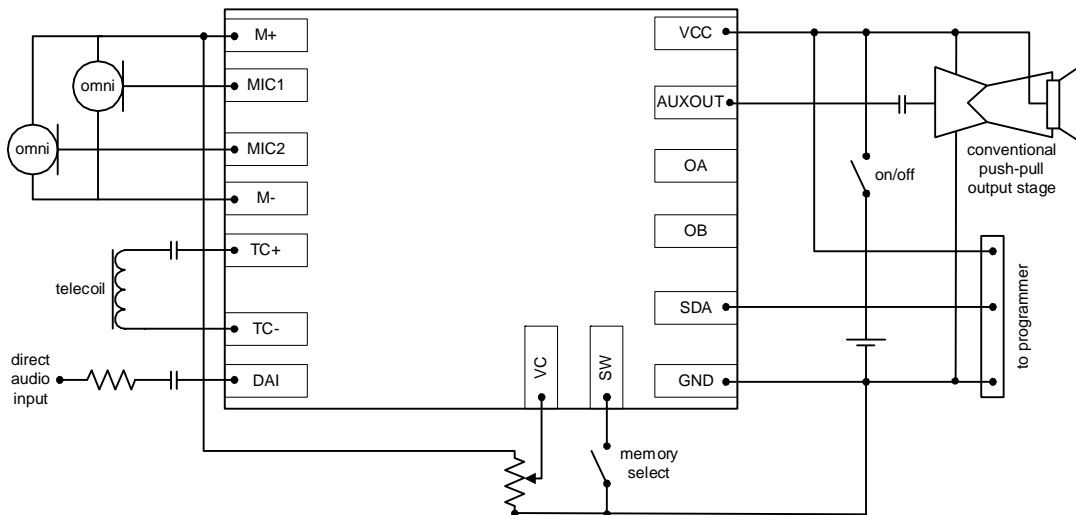 M+
MIC1
MIC2
M-
TC+
TC-
DAI
omni
omni
telecoil
direct
audio
input
VC
SW
memory
select
VCC
AUXOUT
OA
OB
SDA
GND
on/off
conventional
push-pull
output stage
to programmer